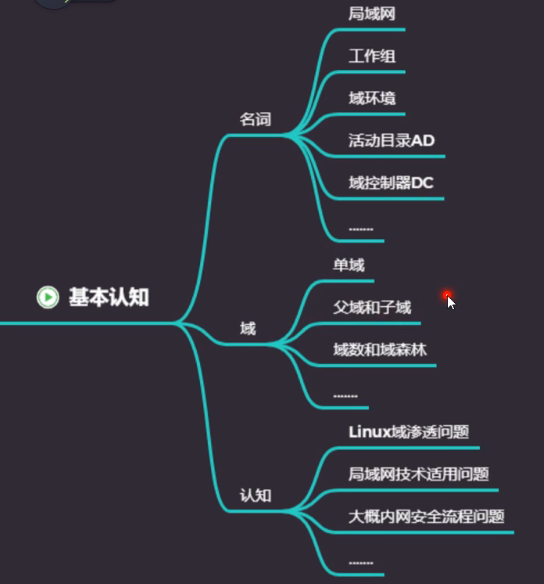 基本认知
名词
局域网
工作组
域环境
活动目录AD
域控制器DC
.......
域
单域
父域和子域
域数和域森林
.......
认知
Linux域渗透问题
局域网技术适用问题
大概内网安全流程问题
.......